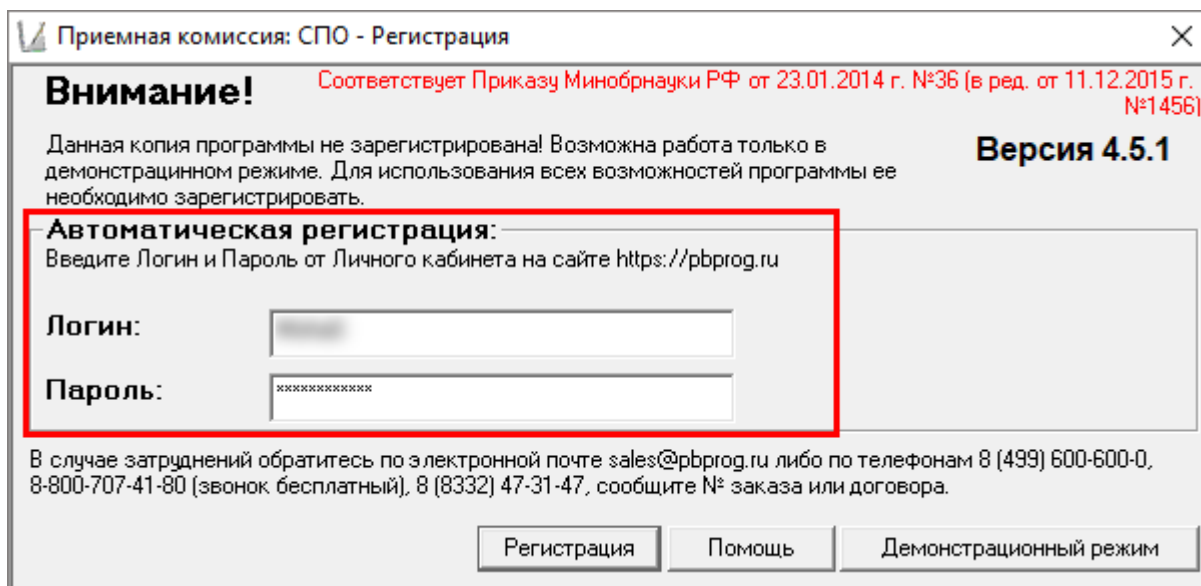 Приемная комиссия: СПО - Регистрация
Внимание!
Соответствует Приказу Минобрнауки РФ от 23.01.2014 г. №36 (в ред. от 11.12.2015 г.
№1456)
Данная копия программы не зарегистрирована! Возможна работа только в
демонстрацинном режиме. Для использования всех возможностей программы ее
необходимо зарегистрировать.
Версия 4.5.1
Автоматическая регистрация:
Введите Логин и Пароль от Личного кабинета на сайте https://pbprog.ru
Логин:
Пароль:
************
В случае затруднений обратитесь по электронной почте sales@pbprog.ru либо по телефонам 8 (499) 600-600-0,
8-800-707-41-80 (звонок бесплатный), 8 (8332) 47-31-47, сообщите № заказа или договора.
Регистрация
Помощь
Демонстрационный режим